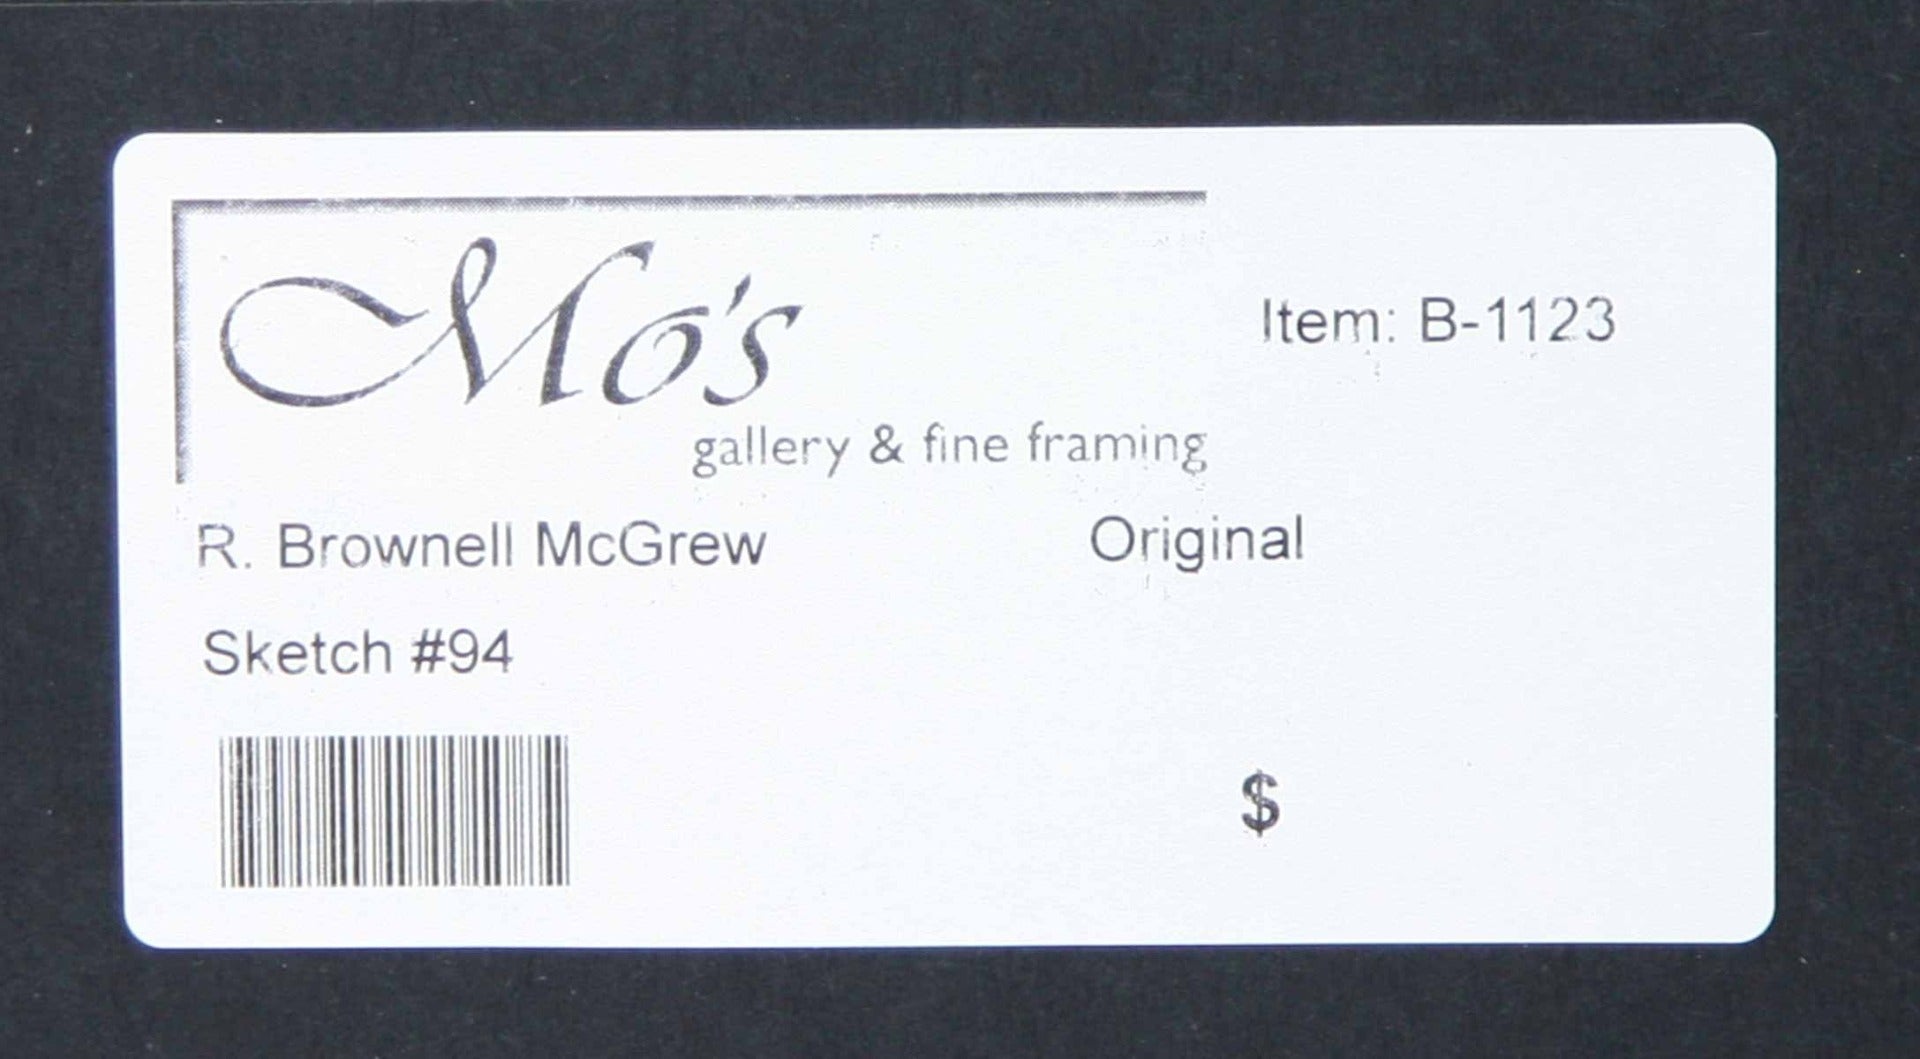 Mo's
gallery & fine framing
Item: B-1123
R. Brownell McGrew Original
Sketch #94
$